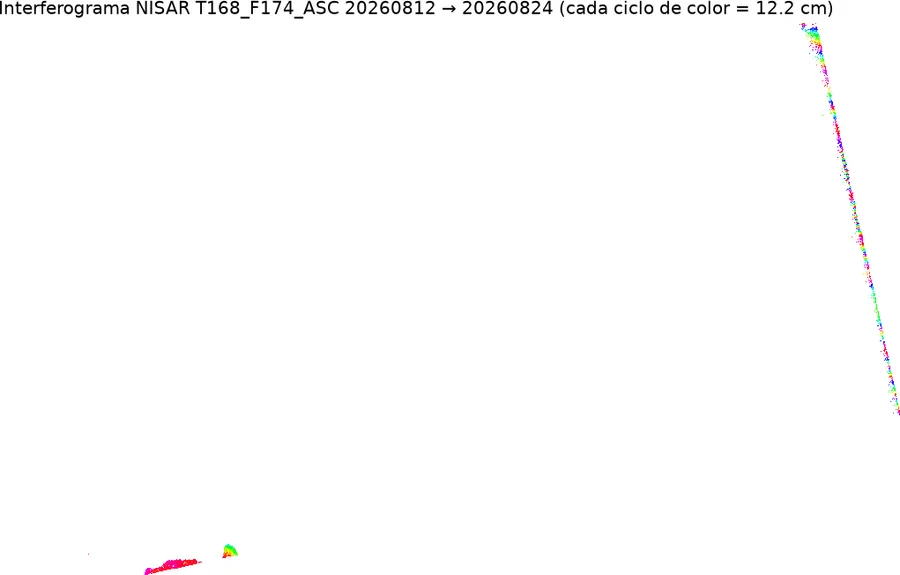 Interferograma NISAR T168_F174_ASC 20260812 → 20260824 (cada ciclo de color = 12.2 cm)